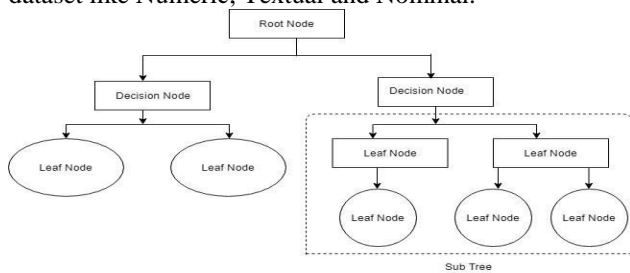 dataset like Numeric, Textual and Nominal.
Root Node
Decision Node
Decision Node
Leaf Node
Leaf Node
Leaf Node
Leaf Node
Leaf Node
Leaf Node
Leaf Node
Sub Tree